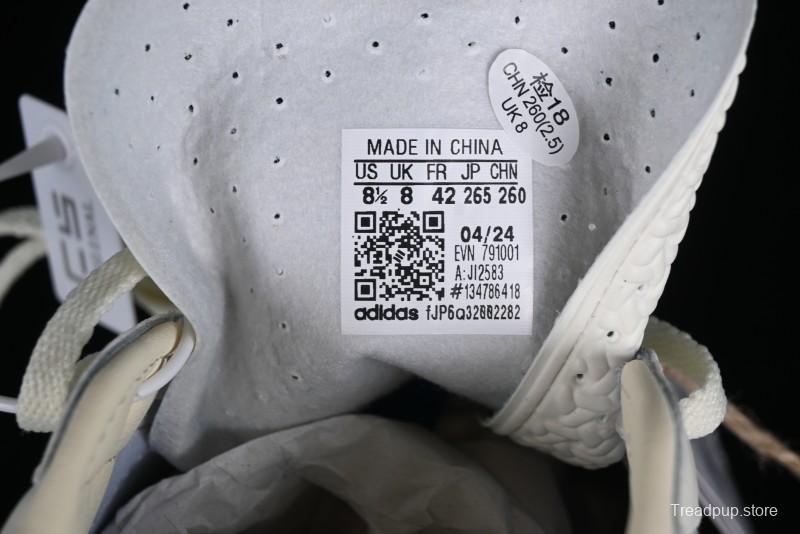 检18
CHN 260(2.5)
UK 8
MADE IN CHINA
US UK FR JP CHN
8½ 8 42 265 260
04/24
EVN 791001
A:JI2583
#134786418
adidas
Treadpup.store